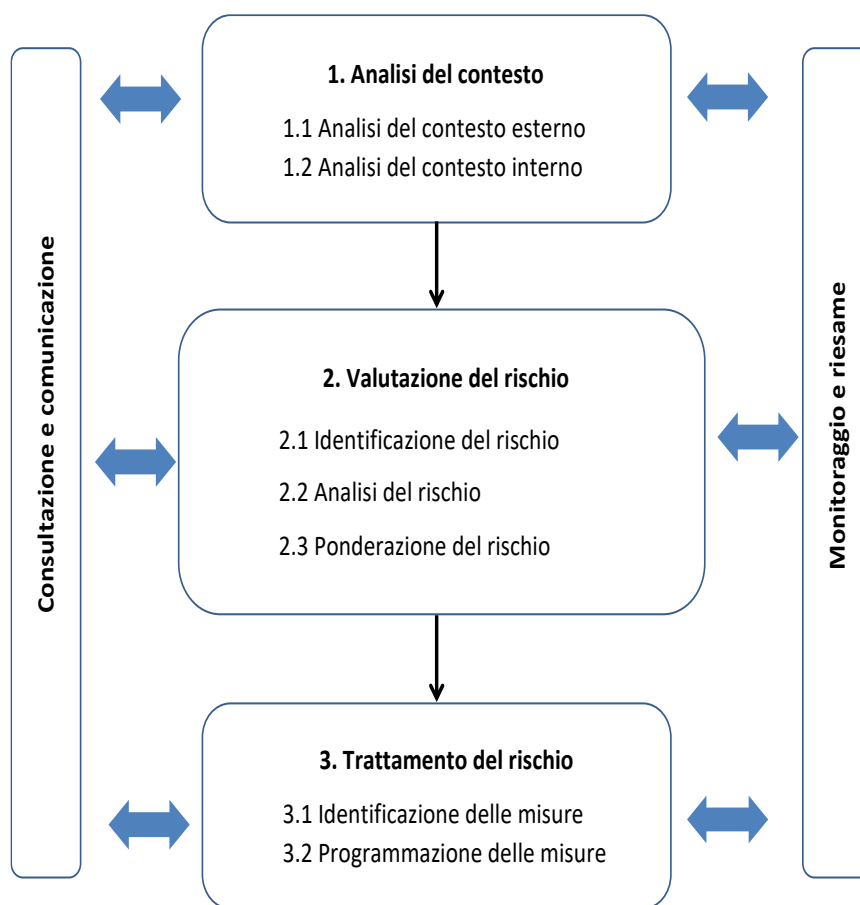 Consultazione e comunicazione
1. Analisi del contesto
1.1 Analisi del contesto esterno
1.2 Analisi del contesto interno
2. Valutazione del rischio
2.1 Identificazione del rischio
2.2 Analisi del rischio
2.3 Ponderazione del rischio
3. Trattamento del rischio
3.1 Identificazione delle misure
3.2 Programmazione delle misure
Monitoraggio e riesame